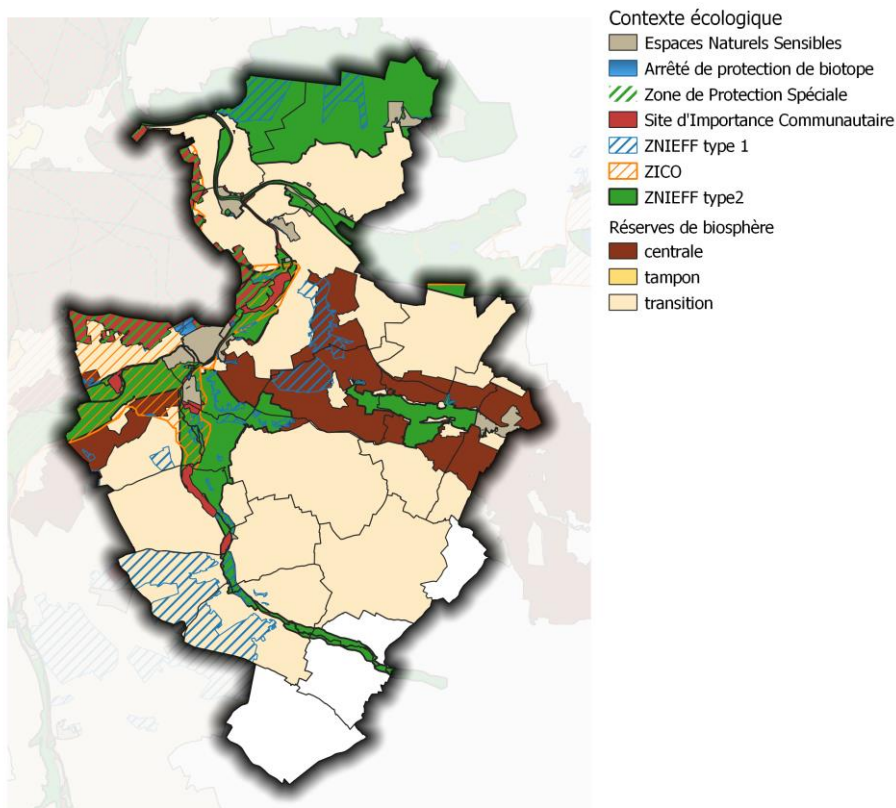 Contexte écologique
Espaces Naturels Sensibles
Arrêté de protection de biotope
Zone de Protection Spéciale
Site d'Importance Communautaire
ZNIEFF type 1
ZICO
ZNIEFF type2
Réserves de biosphère
centrale
tampon
transition